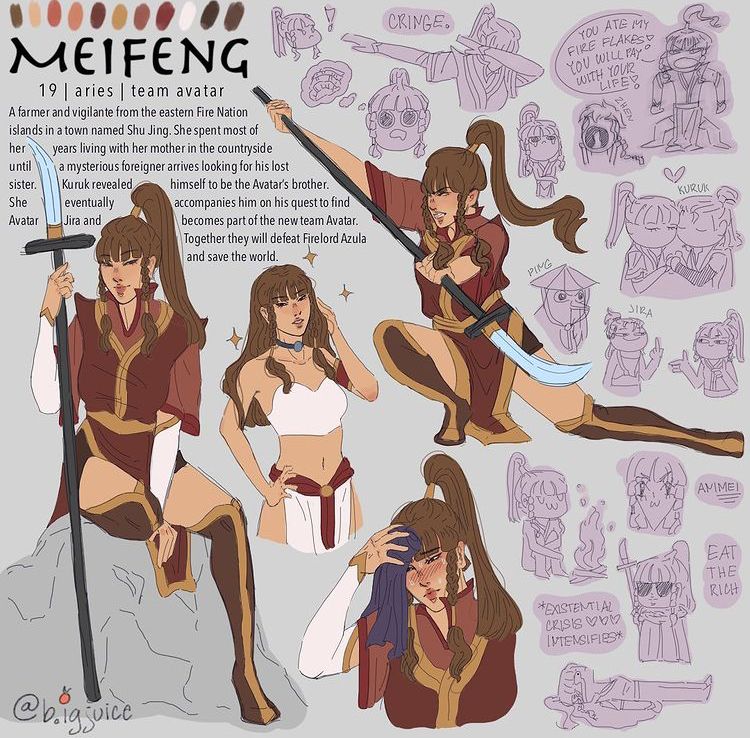 MEIFENG
19 | aries | team avatar
A farmer and vigilante from the eastern Fire Nation
islands in a town named Shu Jing. She spent most of
her years living with her mother in the countryside
until a mysterious foreigner arrives looking for his lost
sister. Kuruk revealed himself to be the Avatar's brother.
She eventually accompanies him on his quest to find
Avatar Jira and becomes part of the new team Avatar.
Together they will defeat Firelord Azula
and save the world.
!
CRINGE.
YOU ATE MY
FIRE FLAKES!
YOU WILL PAY
WITH YOUR
LIFE!
KURUK
PING
JIRA
ANIME!
EAT
THE
RICH
*EXISTENTIAL
CRISIS ♡♡♡
INTENSIFIES*
@b.igjuice